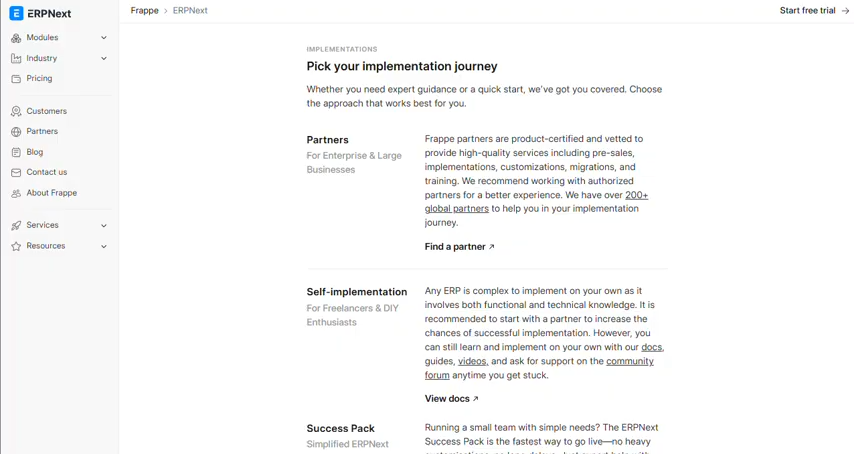 ERPNext
Frappe > ERPNext
Start free trial →
Modules
Industry
Pricing
Customers
Partners
Blog
Contact us
About Frappe
Services
Resources
IMPLEMENTATIONS
Pick your implementation journey
Whether you need expert guidance or a quick start, we've got you covered. Choose
the approach that works best for you.
Partners
For Enterprise & Large
Businesses
Frappe partners are product-certified and vetted to
provide high-quality services including pre-sales,
implementations, customizations, migrations, and
training. We recommend working with authorized
partners for a better experience. We have over 200+
global partners to help you in your implementation
journey.
Find a partner ↗
Self-implementation
For Freelancers & DIY
Enthusiasts
Any ERP is complex to implement on your own as it
involves both functional and technical knowledge. It is
recommended to start with a partner to increase the
chances of successful implementation. However, you
can still learn and implement on your own with our docs,
guides, videos, and ask for support on the community
forum anytime you get stuck.
View docs ↗
Success Pack
Simplified ERPNext
Running a small team with simple needs? The ERPNext
Success Pack is the fastest way to go live—no heavy